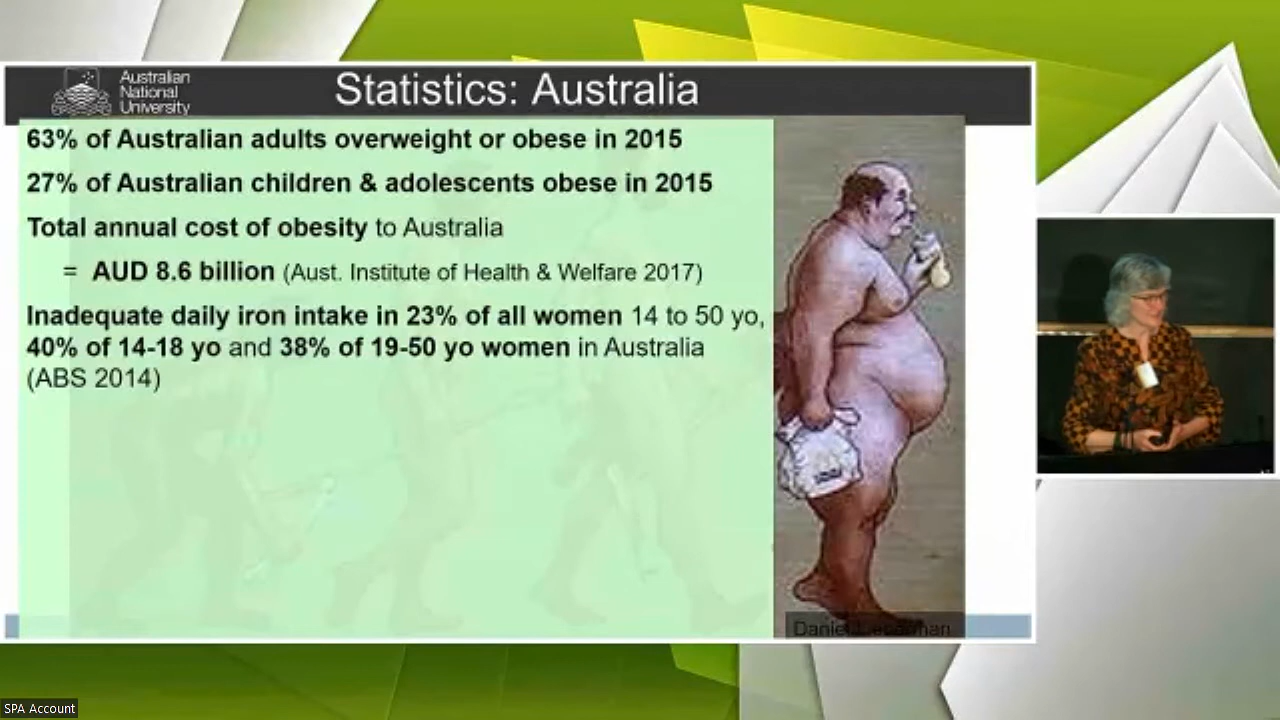 Australian
National
University
Statistics: Australia
63% of Australian adults overweight or obese in 2015
27% of Australian children & adolescents obese in 2015
Total annual cost of obesity to Australia
= AUD 8.6 billion (Aust. Institute of Health & Welfare 2017)
Inadequate daily iron intake in 23% of all women 14 to 50 yo,
40% of 14-18 yo and 38% of 19-50 yo women in Australia
(ABS 2014)
SPA Account